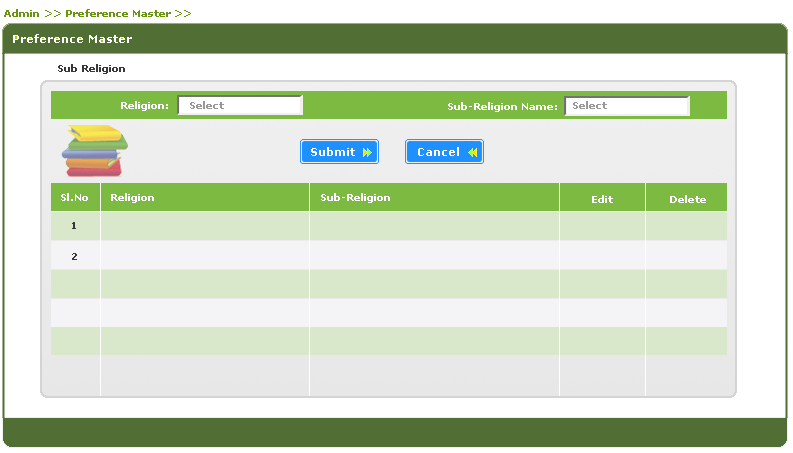 Admin >> Preference Master >>
Preference Master
Sub Religion
Religion: Select Sub-Religion Name: Select
Submit Cancel
Sl.No Religion Sub-Religion Edit Delete
1
2